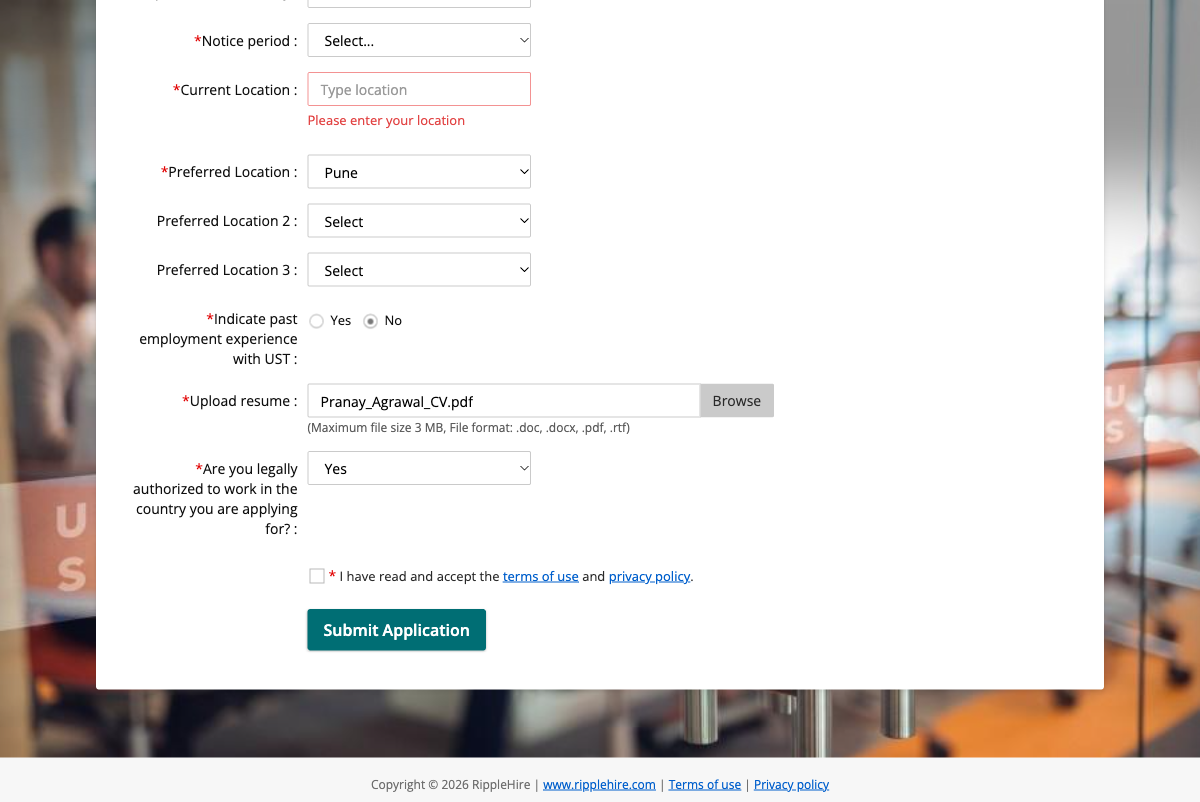 *Notice period :
Select...
*Current Location :
Type location
Please enter your location
*Preferred Location :
Pune
Preferred Location 2 :
Select
Preferred Location 3 :
Select
*Indicate past
employment experience
with UST :
Yes
No
*Upload resume :
Pranay_Agrawal_CV.pdf
Browse
(Maximum file size 3 MB, File format: .doc, .docx, .pdf, .rtf)
*Are you legally
authorized to work in the
country you are applying
for? :
Yes
* I have read and accept the terms of use and privacy policy.
Submit Application
U
S
U
S
Copyright © 2026 RippleHire | www.ripplehire.com | Terms of use | Privacy policy